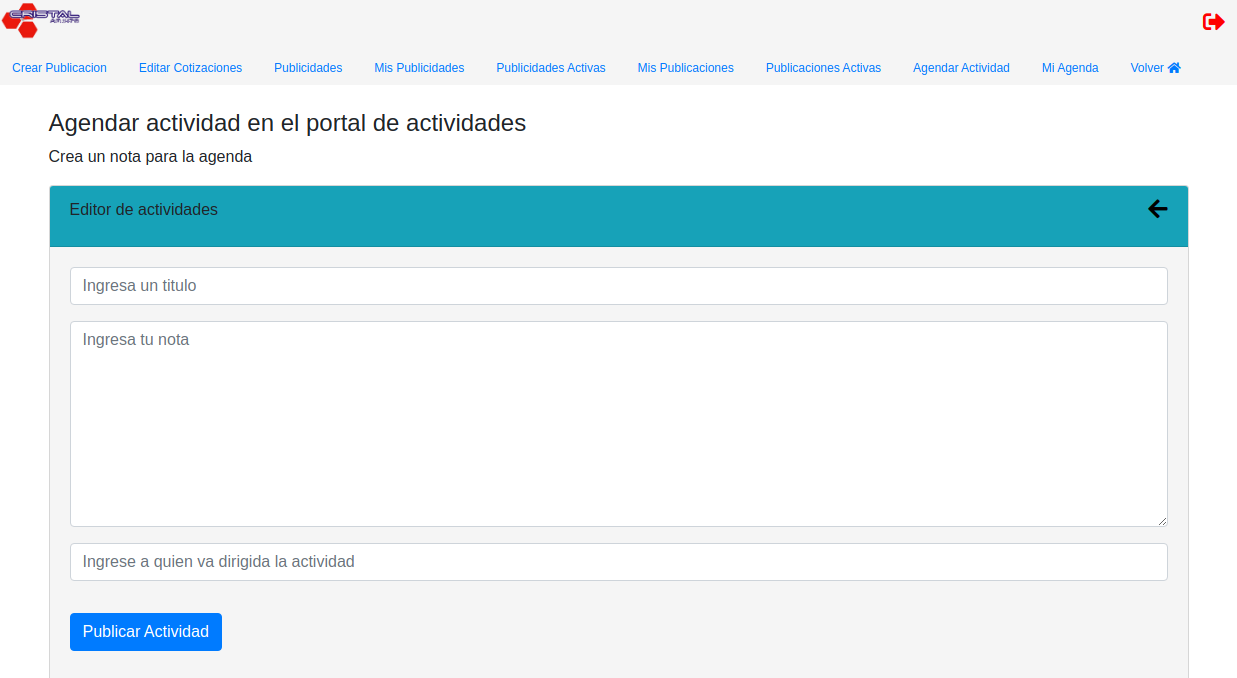 CRISTAL
Crear Publicacion Editar Cotizaciones Publicidades Mis Publicidades Publicidades Activas Mis Publicaciones Publicaciones Activas Agendar Actividad Mi Agenda Volver
Agendar actividad en el portal de actividades
Crea un nota para la agenda
Editor de actividades
Ingresa un titulo
Ingresa tu nota
Ingrese a quien va dirigida la actividad
Publicar Actividad